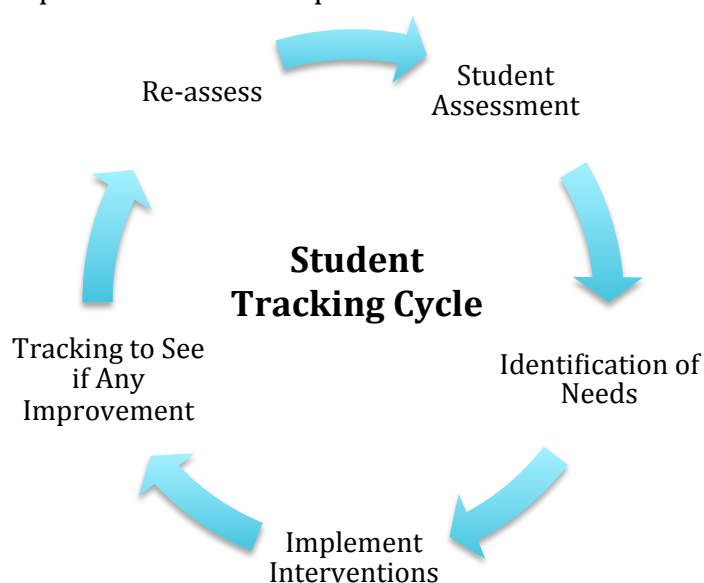 Re-assess
Student
Assessment
Student
Tracking Cycle
Tracking to See
if Any
Improvement
Identification of
Needs
Implement
Interventions